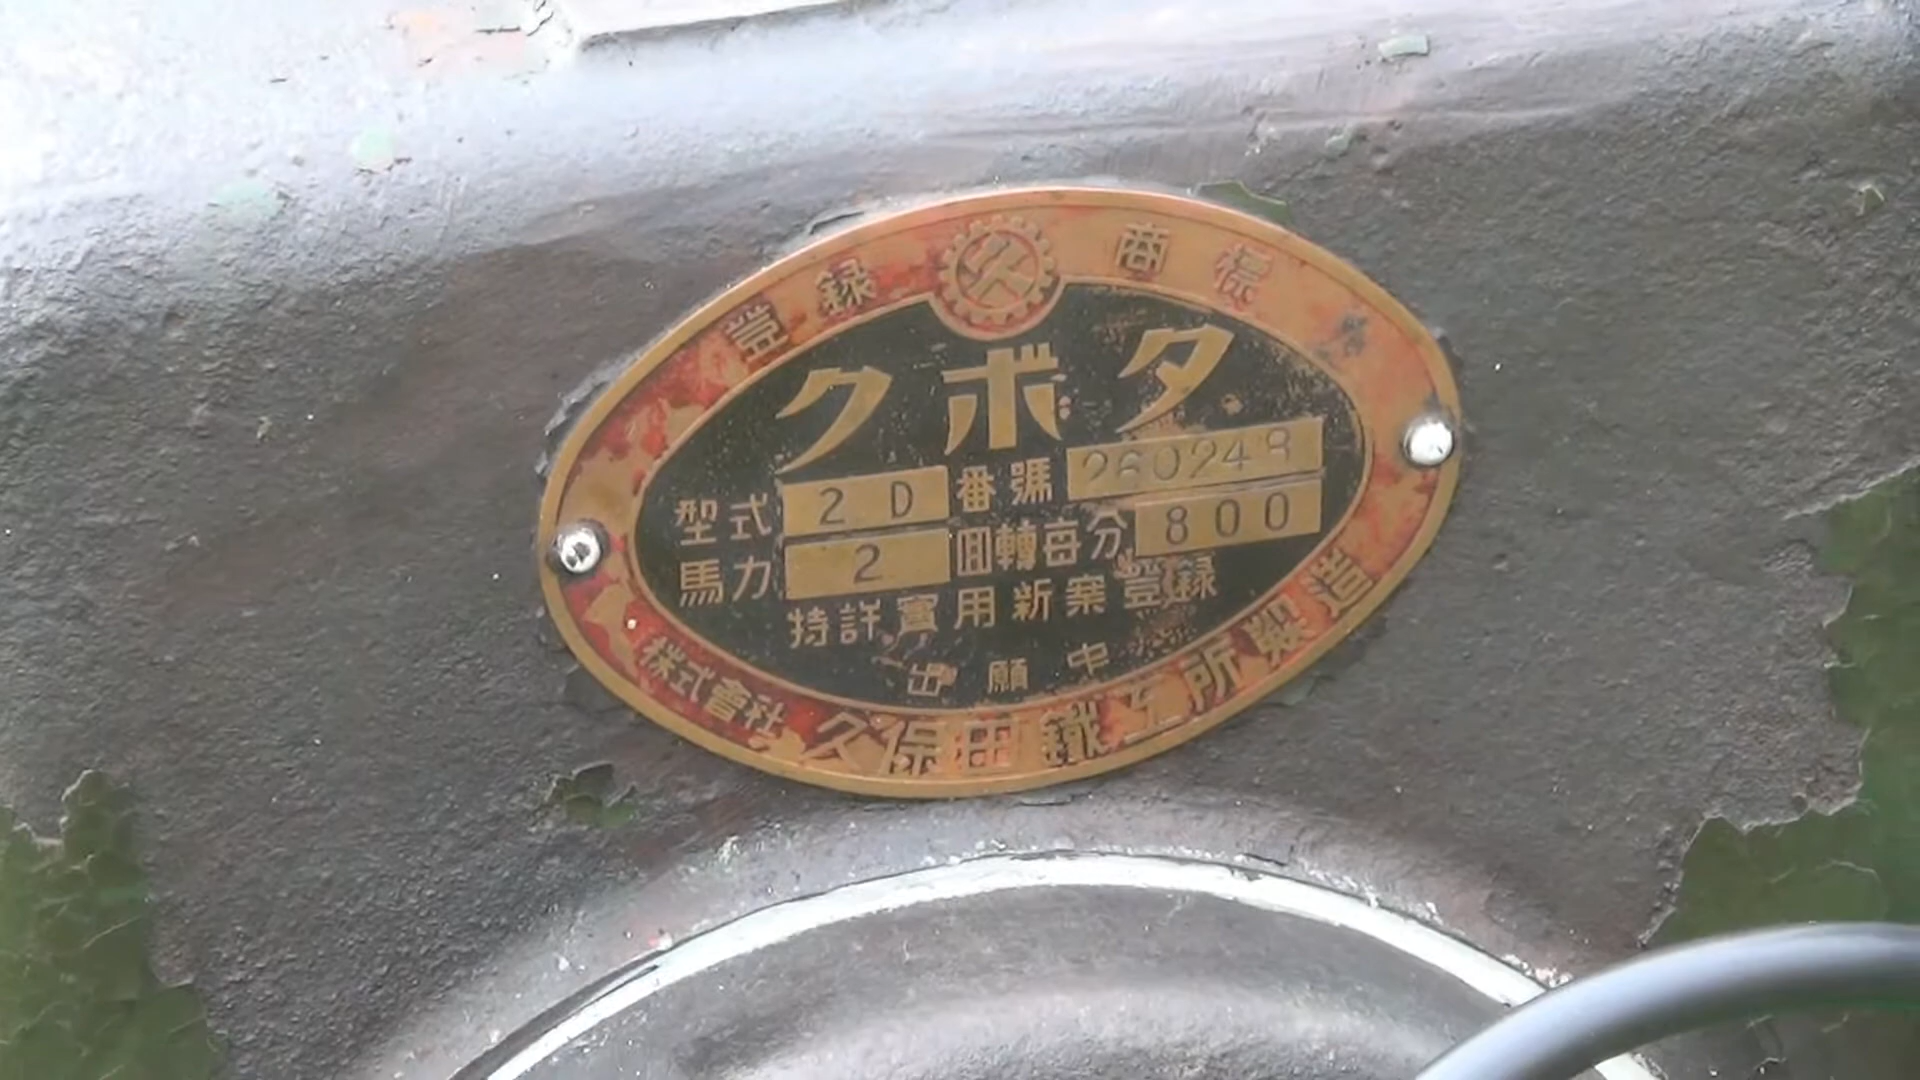 登録 商標
クボタ
型式 2 D 番號 260249
馬力 2 回轉毎分 800
特許實用新案登録
出願中
株式會社 久保田鐵工所製造